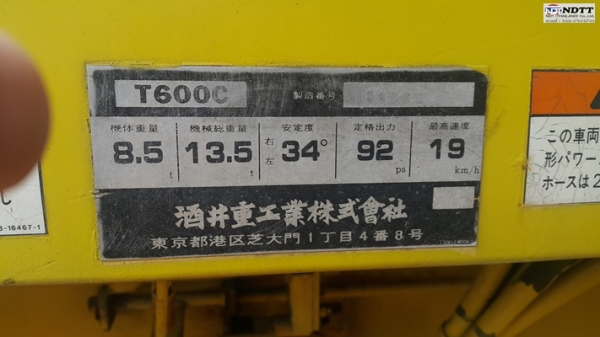 NDTT
T600C
製造番号
機体重量 機械総重量 安定度 定格出力 最高速度
8.5 t 13.5 t 右左 34° 92 ps 19 km/h
酒井重工業株式會社
東京都港区芝大門1丁目4番8号
この車両
形パワー
ホースは2
-16467-1